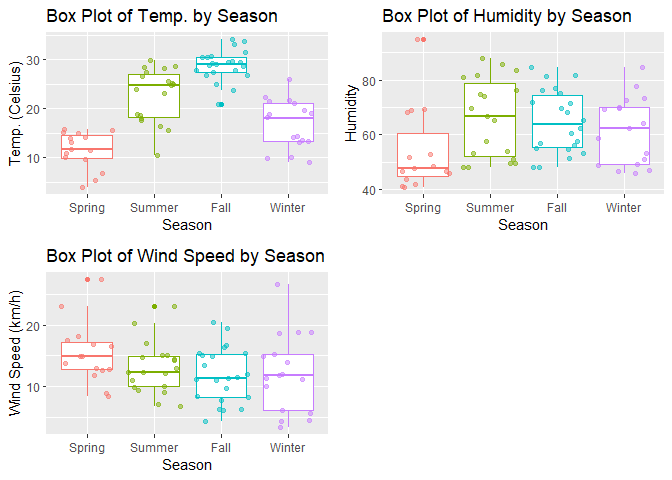 Box Plot of Temp. by Season
Temp. (Celsius)
30
20
10
Spring Summer Fall Winter
Season
Box Plot of Humidity by Season
Humidity
80
60
40
Spring Summer Fall Winter
Season
Box Plot of Wind Speed by Season
Wind Speed (km/h)
20
10
Spring Summer Fall Winter
Season